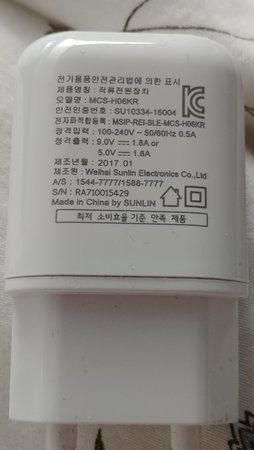 전기용품안전관리법에 의한 표시
제품명칭 : 직류전원장치
모델명 : MCS-H06KR
안전인증번호 : SU10334-16004
전자파적합등록 : MSIP-REI-SLE-MCS-H06KR
정격입력 : 100-240V~ 50/60Hz 0.5A
정격출력 : 9.0V ⎓ 1.8A or
5.0V ⎓ 1.8A
제조년월 : 2017. 01
제조원 : Weihai Sunlin Electronics Co.,Ltd
A/S : 1544-7777/1588-7777
S/N : RA710015429
Made in China by SUNLIN
최저 소비효율 기준 만족 제품